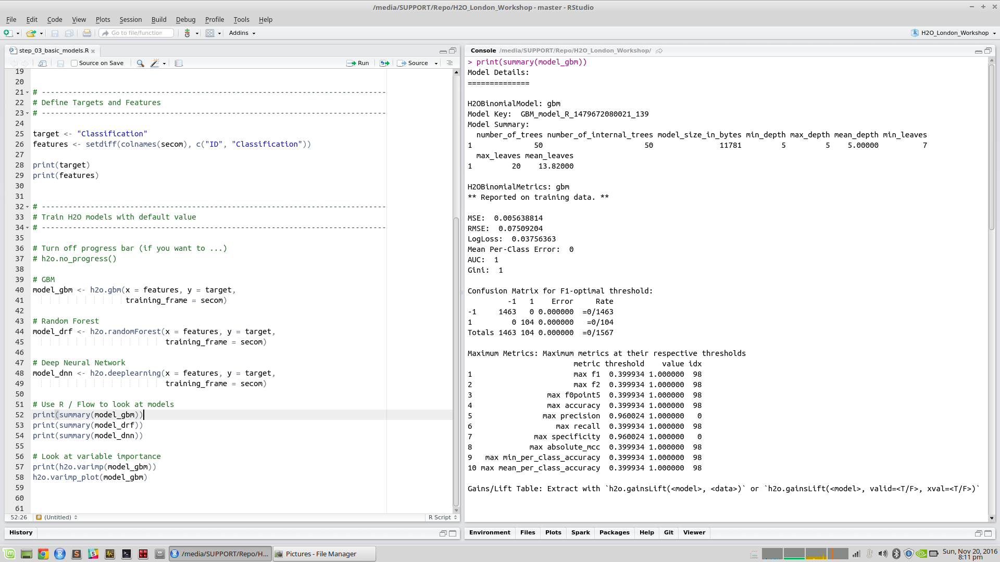 /media/SUPPORT/Repo/H2O_London_Workshop - master - RStudio
File Edit Code View Plots Session Build Debug Profile Tools Help
Go to file/function Addins H2O_London_Workshop
step_03_basic_models.R
Source on Save Run Source
19
20
21 # ------------------------------------------------------------------------------
22 # Define Targets and Features
23 # ------------------------------------------------------------------------------
24
25 target <- "Classification"
26 features <- setdiff(colnames(secom), c("ID", "Classification"))
27
28 print(target)
29 print(features)
30
31
32 # ------------------------------------------------------------------------------
33 # Train H2O models with default value
34 # ------------------------------------------------------------------------------
35
36 # Turn off progress bar (if you want to ...)
37 # h2o.no_progress()
38
39 # GBM
40 model_gbm <- h2o.gbm(x = features, y = target,
41 training_frame = secom)
42
43 # Random Forest
44 model_drf <- h2o.randomForest(x = features, y = target,
45 training_frame = secom)
46
47 # Deep Neural Network
48 model_dnn <- h2o.deeplearning(x = features, y = target,
49 training_frame = secom)
50
51 # Use R / Flow to look at models
52 print(summary(model_gbm))
53 print(summary(model_drf))
54 print(summary(model_dnn))
55
56 # Look at variable importance
57 print(h2o.varimp(model_gbm))
58 h2o.varimp_plot(model_gbm)
59
60
61
52:26 (Untitled) R Script
History
Console /media/SUPPORT/Repo/H2O_London_Workshop/
> print(summary(model_gbm))
Model Details:
==============
H2OBinomialModel: gbm
Model Key:  GBM_model_R_1479672080021_139
Model Summary:
number_of_trees number_of_internal_trees model_size_in_bytes min_depth max_depth mean_depth min_leaves
1 50 50 11781 5 5 5.00000 7
max_leaves mean_leaves
1 20 13.82000
H2OBinomialMetrics: gbm
** Reported on training data. **
MSE:  0.005638814
RMSE:  0.07509204
LogLoss:  0.03756363
Mean Per-Class Error:  0
AUC:  1
Gini:  1
Confusion Matrix for F1-optimal threshold:
-1 1 Error Rate
-1 1463 0 0.000000 =0/1463
1 0 104 0.000000 =0/104
Totals 1463 104 0.000000 =0/1567
Maximum Metrics: Maximum metrics at their respective thresholds
metric threshold value idx
1 max f1 0.399934 1.000000 98
2 max f2 0.399934 1.000000 98
3 max f0point5 0.399934 1.000000 98
4 max accuracy 0.399934 1.000000 98
5 max precision 0.960024 1.000000 0
6 max recall 0.399934 1.000000 98
7 max specificity 0.960024 1.000000 0
8 max absolute_mcc 0.399934 1.000000 98
9 max min_per_class_accuracy 0.399934 1.000000 98
10 max mean_per_class_accuracy 0.399934 1.000000 98
Gains/Lift Table: Extract with `h2o.gainsLift(<model>, <data>)` or `h2o.gainsLift(<model>, valid=<T/F>, xval=<T/F>)`
Environment Files Plots Spark Packages Help Git Viewer
/media/SUPPORT/Repo/H... Pictures - File Manager
Sun, Nov 20, 2016
8:11 pm